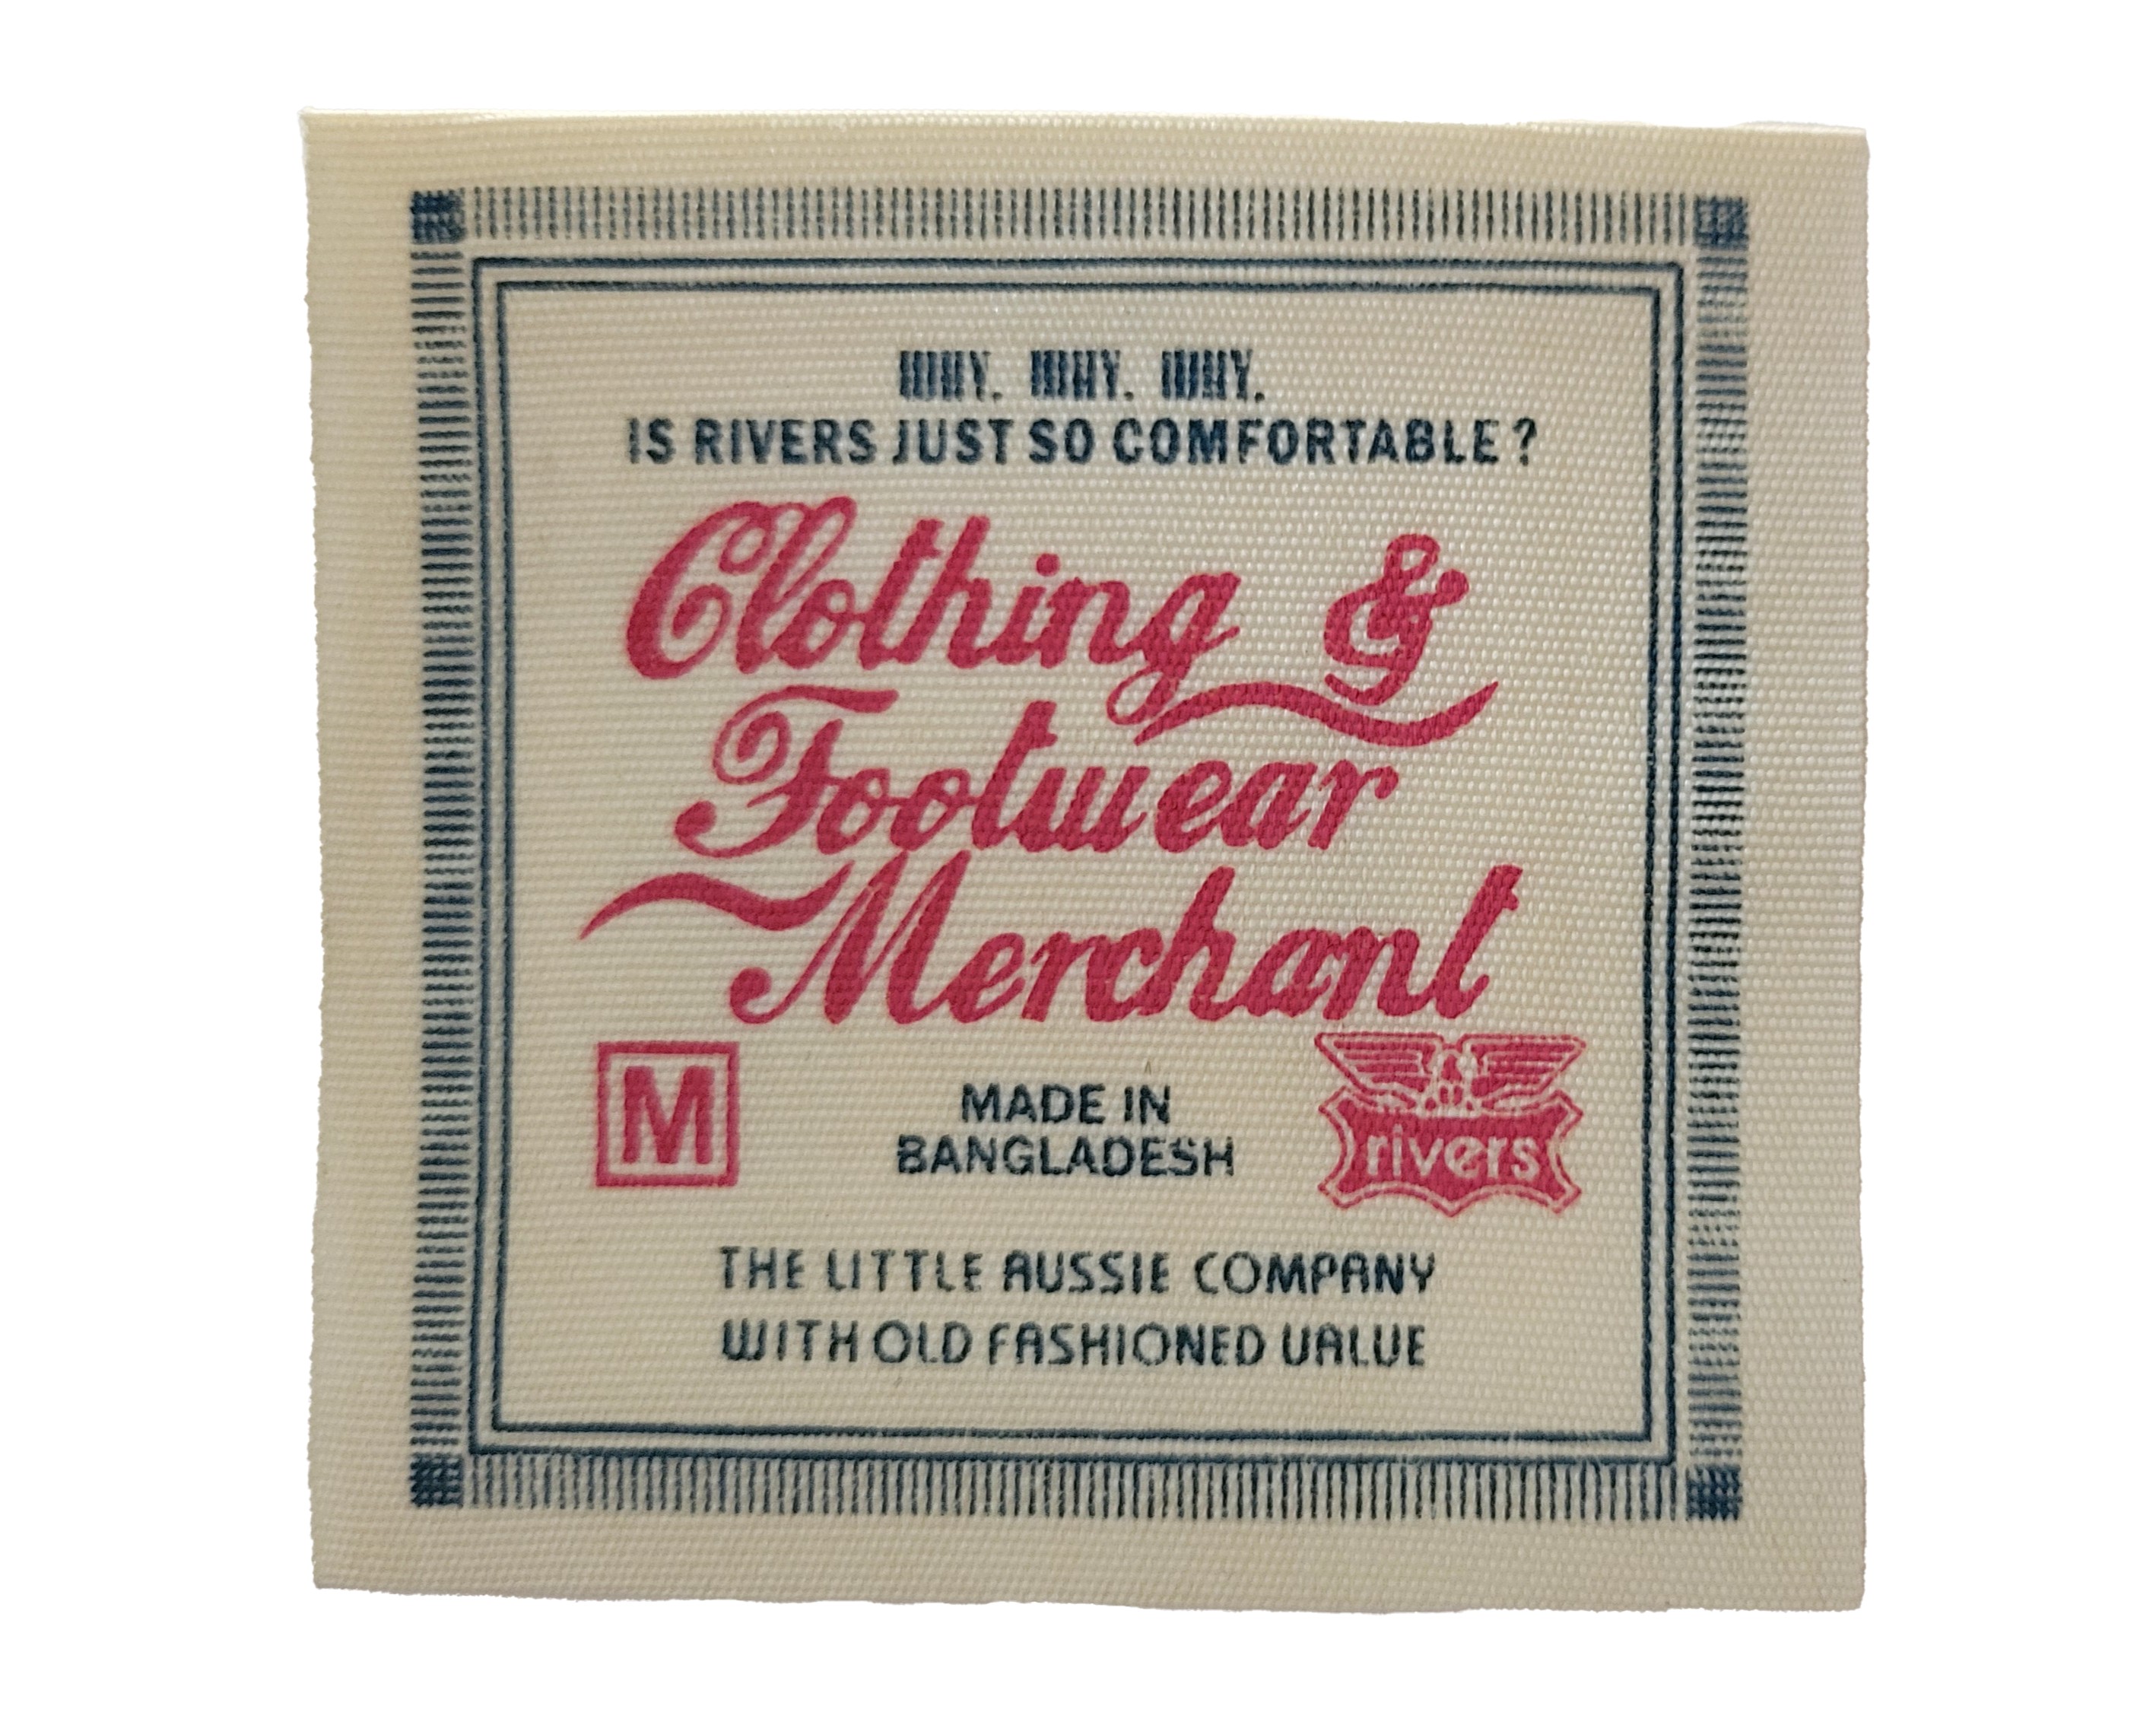 WHY. WHY. WHY.
IS RIVERS JUST SO COMFORTABLE?
Clothing &
Footwear
Merchant
M
MADE IN
BANGLADESH
rivers
THE LITTLE AUSSIE COMPANY
WITH OLD FASHIONED VALUE